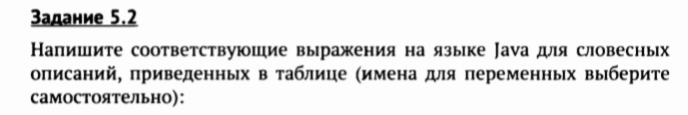 Задание 5.2
Напишите соответствующие выражения на языке Java для словесных
описаний, приведенных в таблице (имена для переменных выберите
самостоятельно):